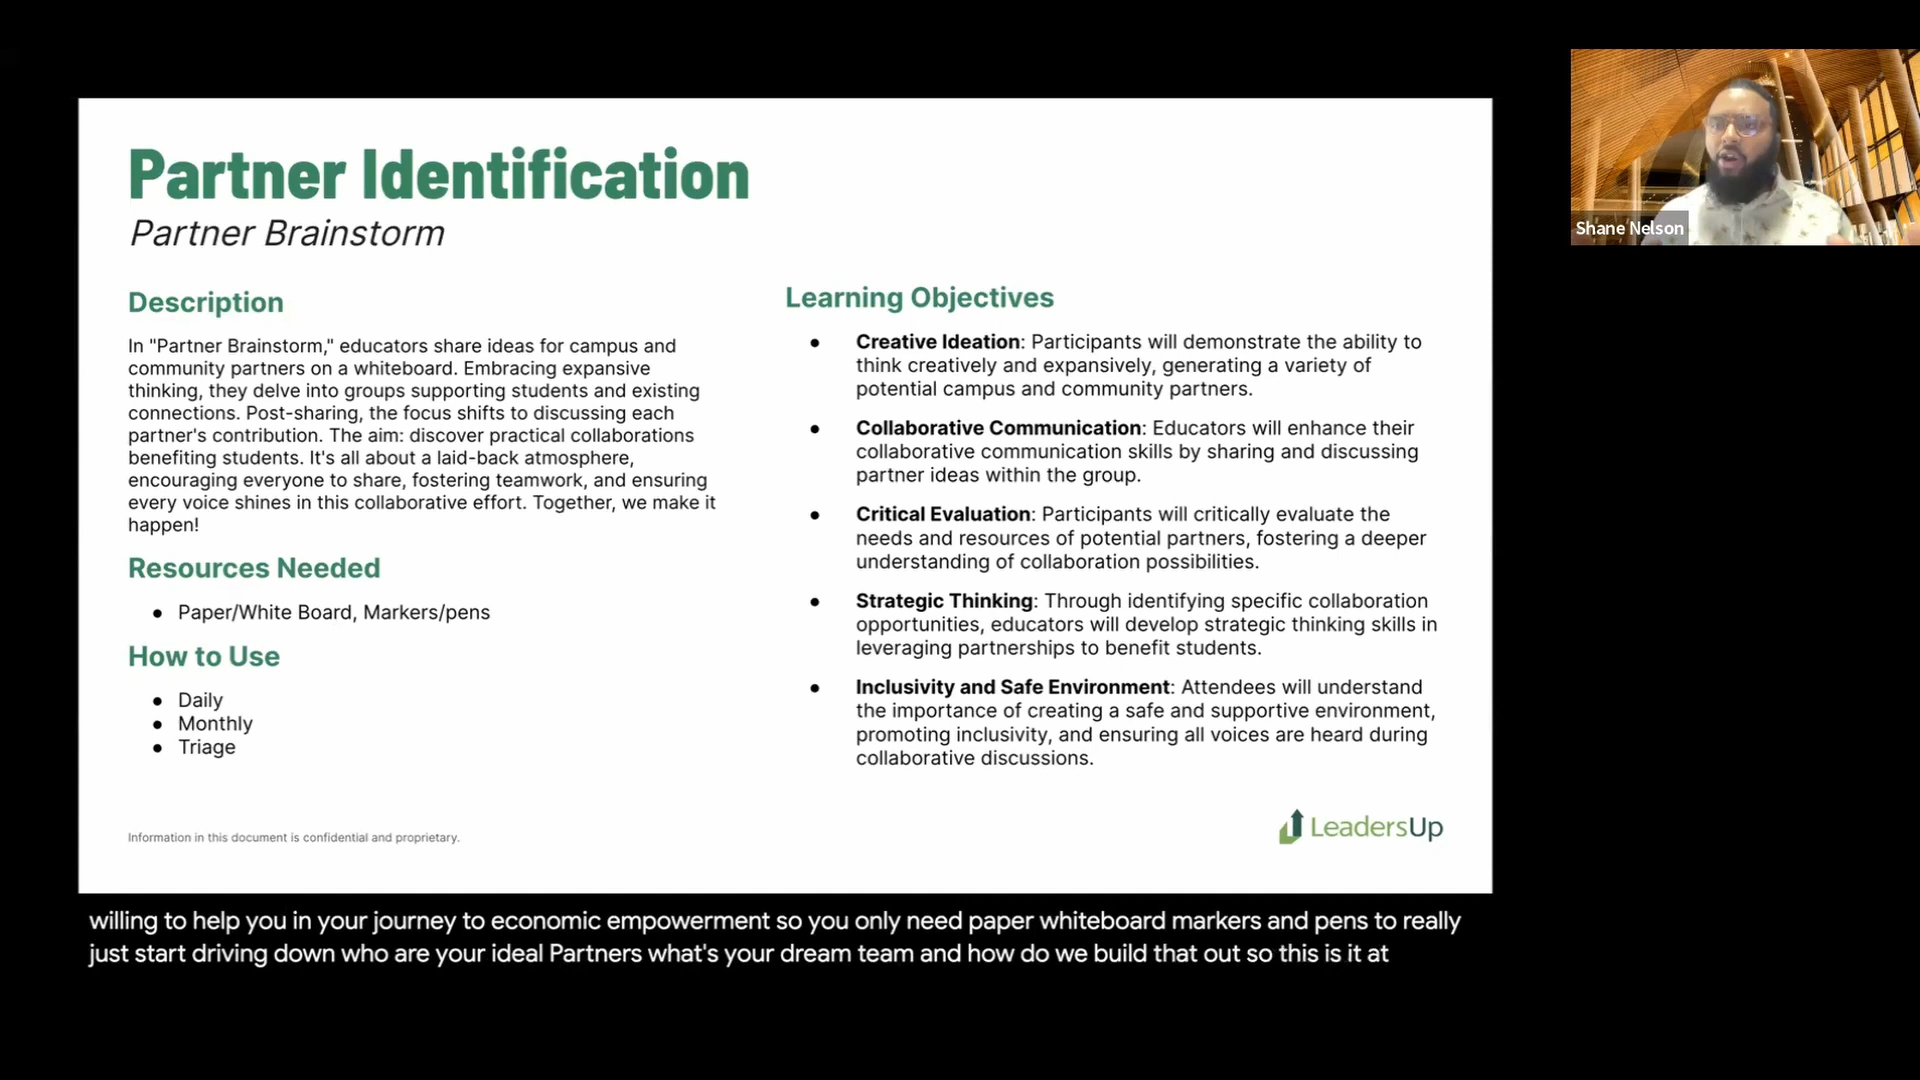 Partner Identification
Partner Brainstorm
Description
In "Partner Brainstorm," educators share ideas for campus and
community partners on a whiteboard. Embracing expansive
thinking, they delve into groups supporting students and existing
connections. Post-sharing, the focus shifts to discussing each
partner's contribution. The aim: discover practical collaborations
benefiting students. It's all about a laid-back atmosphere,
encouraging everyone to share, fostering teamwork, and ensuring
every voice shines in this collaborative effort. Together, we make it
happen!
Resources Needed
● Paper/White Board, Markers/pens
How to Use
● Daily
● Monthly
● Triage
Learning Objectives
● Creative Ideation: Participants will demonstrate the ability to
think creatively and expansively, generating a variety of
potential campus and community partners.
● Collaborative Communication: Educators will enhance their
collaborative communication skills by sharing and discussing
partner ideas within the group.
● Critical Evaluation: Participants will critically evaluate the
needs and resources of potential partners, fostering a deeper
understanding of collaboration possibilities.
● Strategic Thinking: Through identifying specific collaboration
opportunities, educators will develop strategic thinking skills in
leveraging partnerships to benefit students.
● Inclusivity and Safe Environment: Attendees will understand
the importance of creating a safe and supportive environment,
promoting inclusivity, and ensuring all voices are heard during
collaborative discussions.
Information in this document is confidential and proprietary.
LeadersUp
Shane Nelson
willing to help you in your journey to economic empowerment so you only need paper whiteboard markers and pens to really
just start driving down who are your ideal Partners what's your dream team and how do we build that out so this is it at